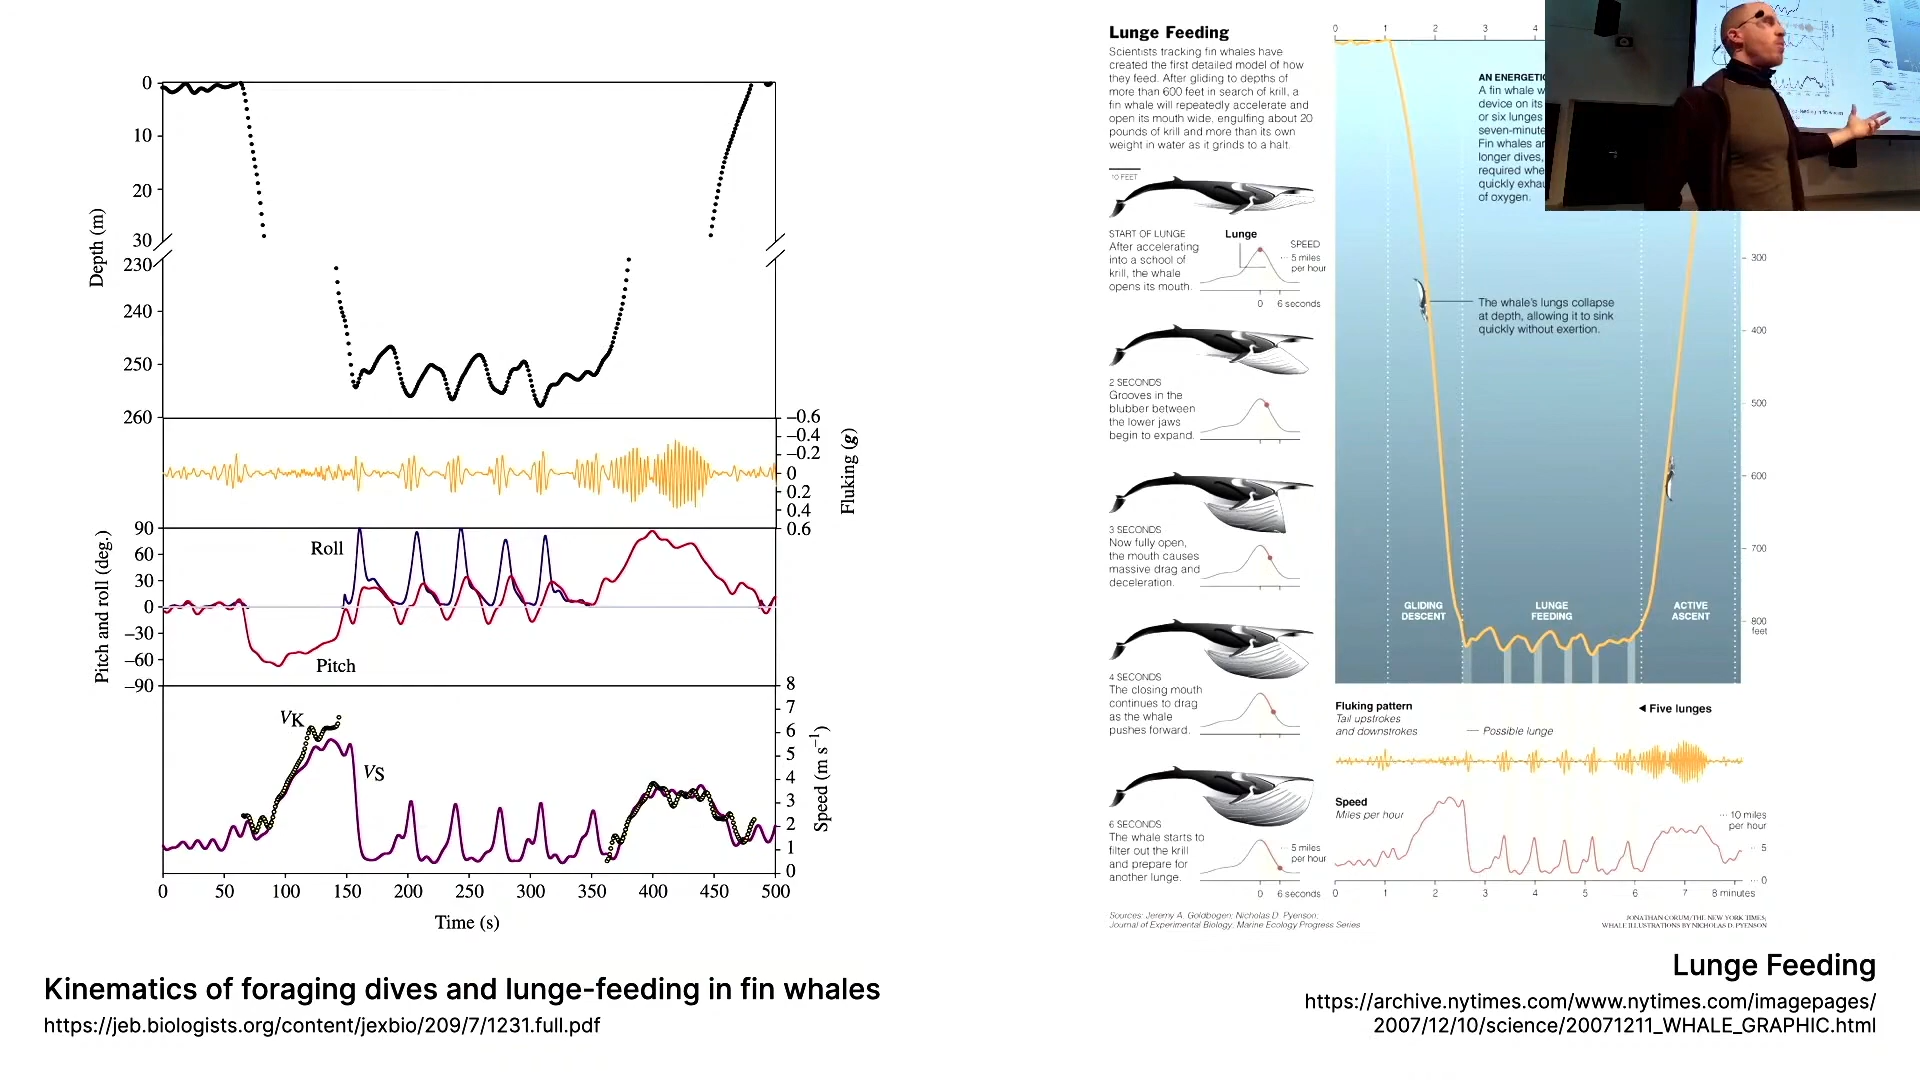 0
10
20
30
230
240
250
260
Depth (m)
–0.6
–0.4
–0.2
0
0.2
0.4
0.6
Fluking (g)
90
60
30
0
–30
–60
–90
Pitch and roll (deg.)
Roll
Pitch
8
7
6
5
4
3
2
1
0
Speed (m s–1)
VK
VS
0 50 100 150 200 250 300 350 400 450 500
Time (s)
Kinematics of foraging dives and lunge-feeding in fin whales
https://jeb.biologists.org/content/jexbio/209/7/1231.full.pdf
Lunge Feeding
Scientists tracking fin whales have
created the first detailed model of how
they feed. After gliding to depths of
more than 600 feet in search of krill, a
fin whale will repeatedly accelerate and
open its mouth wide, engulfing about 20
pounds of krill and more than its own
weight in water as it grinds to a halt.
10 FEET
START OF LUNGE
After accelerating
into a school of
krill, the whale
opens its mouth.
Lunge
SPEED
5 miles
per hour
0 6 seconds
2 SECONDS
Grooves in the
blubber between
the lower jaws
begin to expand.
3 SECONDS
Now fully open,
the mouth causes
massive drag and
deceleration.
4 SECONDS
The closing mouth
continues to drag
as the whale
pushes forward.
6 SECONDS
The whale starts to
filter out the krill
and prepare for
another lunge.
5 miles
per hour
0 6 seconds
Sources: Jeremy A. Goldbogen; Nicholas D. Pyenson;
Journal of Experimental Biology; Marine Ecology Progress Series
0 1 2 3 4
AN ENERGETIC
A fin whale w
device on its
or six lunges
seven-minute
Fin whales ar
longer dives,
required whe
quickly exhau
of oxygen.
300
400
500
600
700
800
feet
The whale's lungs collapse
at depth, allowing it to sink
quickly without exertion.
GLIDING
DESCENT
LUNGE
FEEDING
ACTIVE
ASCENT
Fluking pattern
Tail upstrokes
and downstrokes
Possible lunge
◄ Five lunges
Speed
Miles per hour
10 miles
per hour
5
0
0 1 2 3 4 5 6 7 8 minutes
JONATHAN CORUM/THE NEW YORK TIMES;
WHALE ILLUSTRATIONS BY NICHOLAS D. PYENSON
Lunge Feeding
https://archive.nytimes.com/www.nytimes.com/imagepages/
2007/12/10/science/20071211_WHALE_GRAPHIC.html